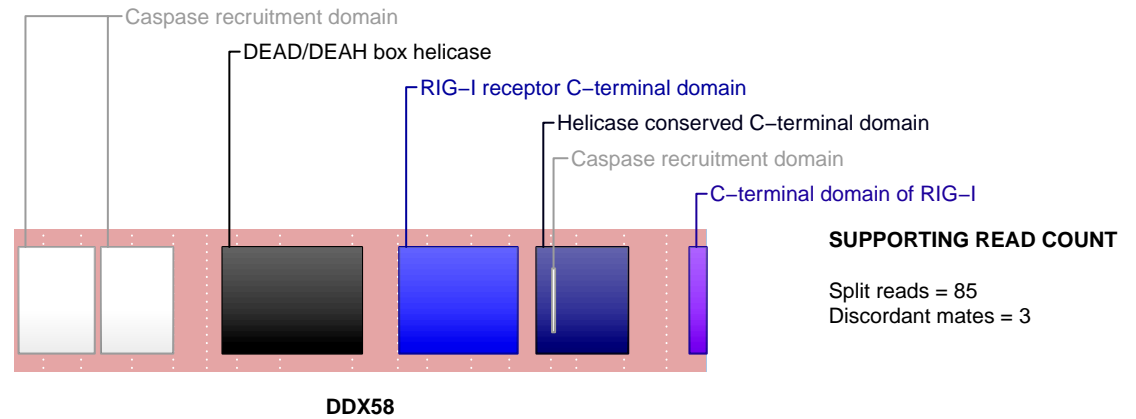 Caspase recruitment domain
DEAD/DEAH box helicase
RIG−I receptor C−terminal domain
Helicase conserved C−terminal domain
Caspase recruitment domain
C−terminal domain of RIG−I
SUPPORTING READ COUNT
Split reads = 85
Discordant mates = 3
DDX58